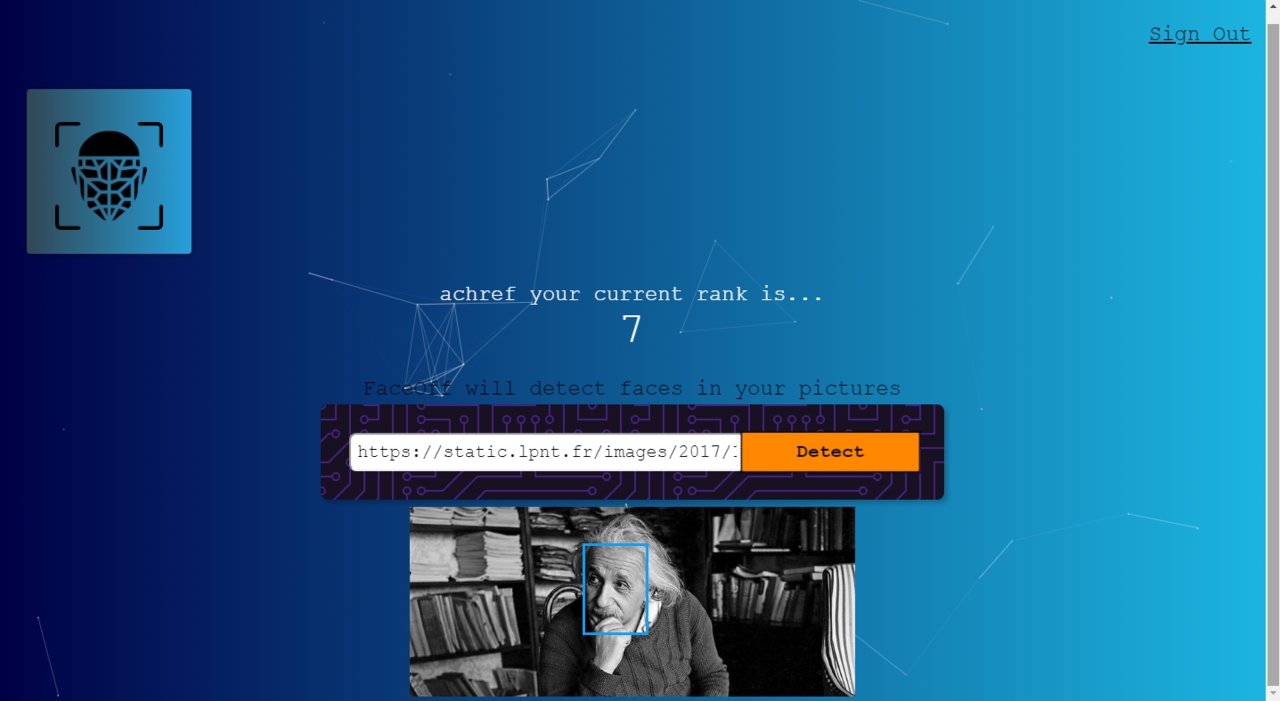 Sign Out
achref your current rank is...
7
FaceOff will detect faces in your pictures
https://static.lpnt.fr/images/2017/
Detect